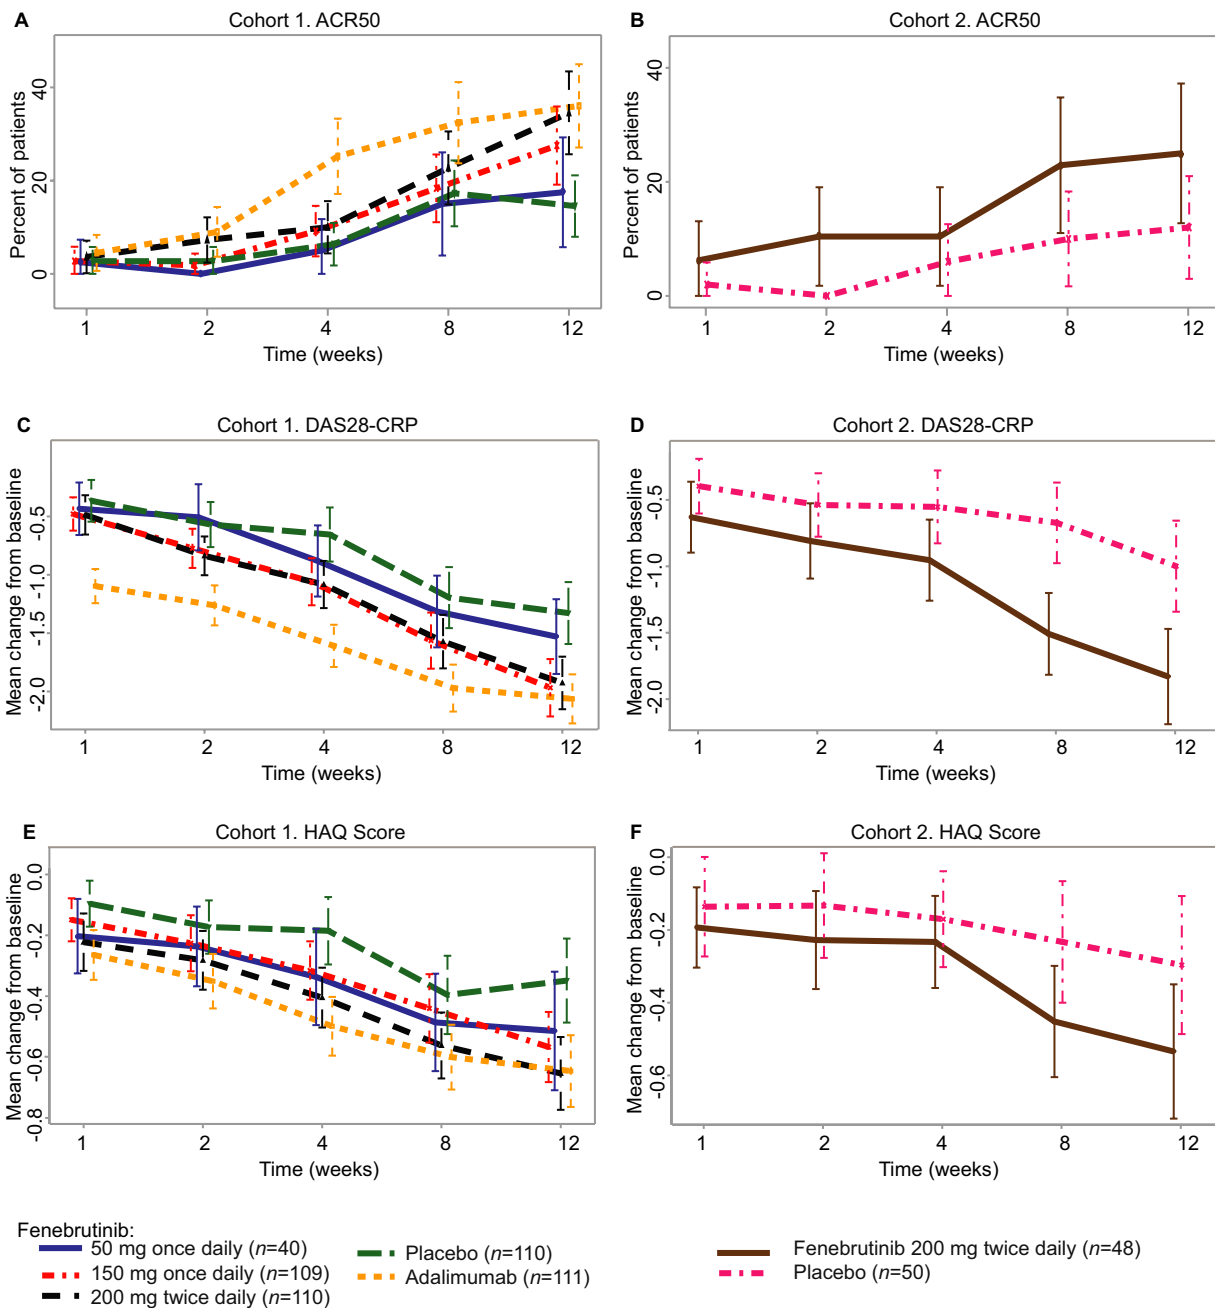 A Cohort 1. ACR50
Percent of patients
40
20
0
1 2 4 8 12
Time (weeks)
B Cohort 2. ACR50
Percent of patients
40
20
0
1 2 4 8 12
Time (weeks)
C Cohort 1. DAS28-CRP
Mean change from baseline
-0.5
-1.0
-1.5
-2.0
1 2 4 8 12
Time (weeks)
D Cohort 2. DAS28-CRP
Mean change from baseline
-0.5
-1.0
-1.5
-2.0
1 2 4 8 12
Time (weeks)
E Cohort 1. HAQ Score
Mean change from baseline
0.0
-0.2
-0.4
-0.6
-0.8
1 2 4 8 12
Time (weeks)
F Cohort 2. HAQ Score
Mean change from baseline
0.0
-0.2
-0.4
-0.6
1 2 4 8 12
Time (weeks)
Fenebrutinib:
50 mg once daily (n=40)
150 mg once daily (n=109)
200 mg twice daily (n=110)
Placebo (n=110)
Adalimumab (n=111)
Fenebrutinib 200 mg twice daily (n=48)
Placebo (n=50)